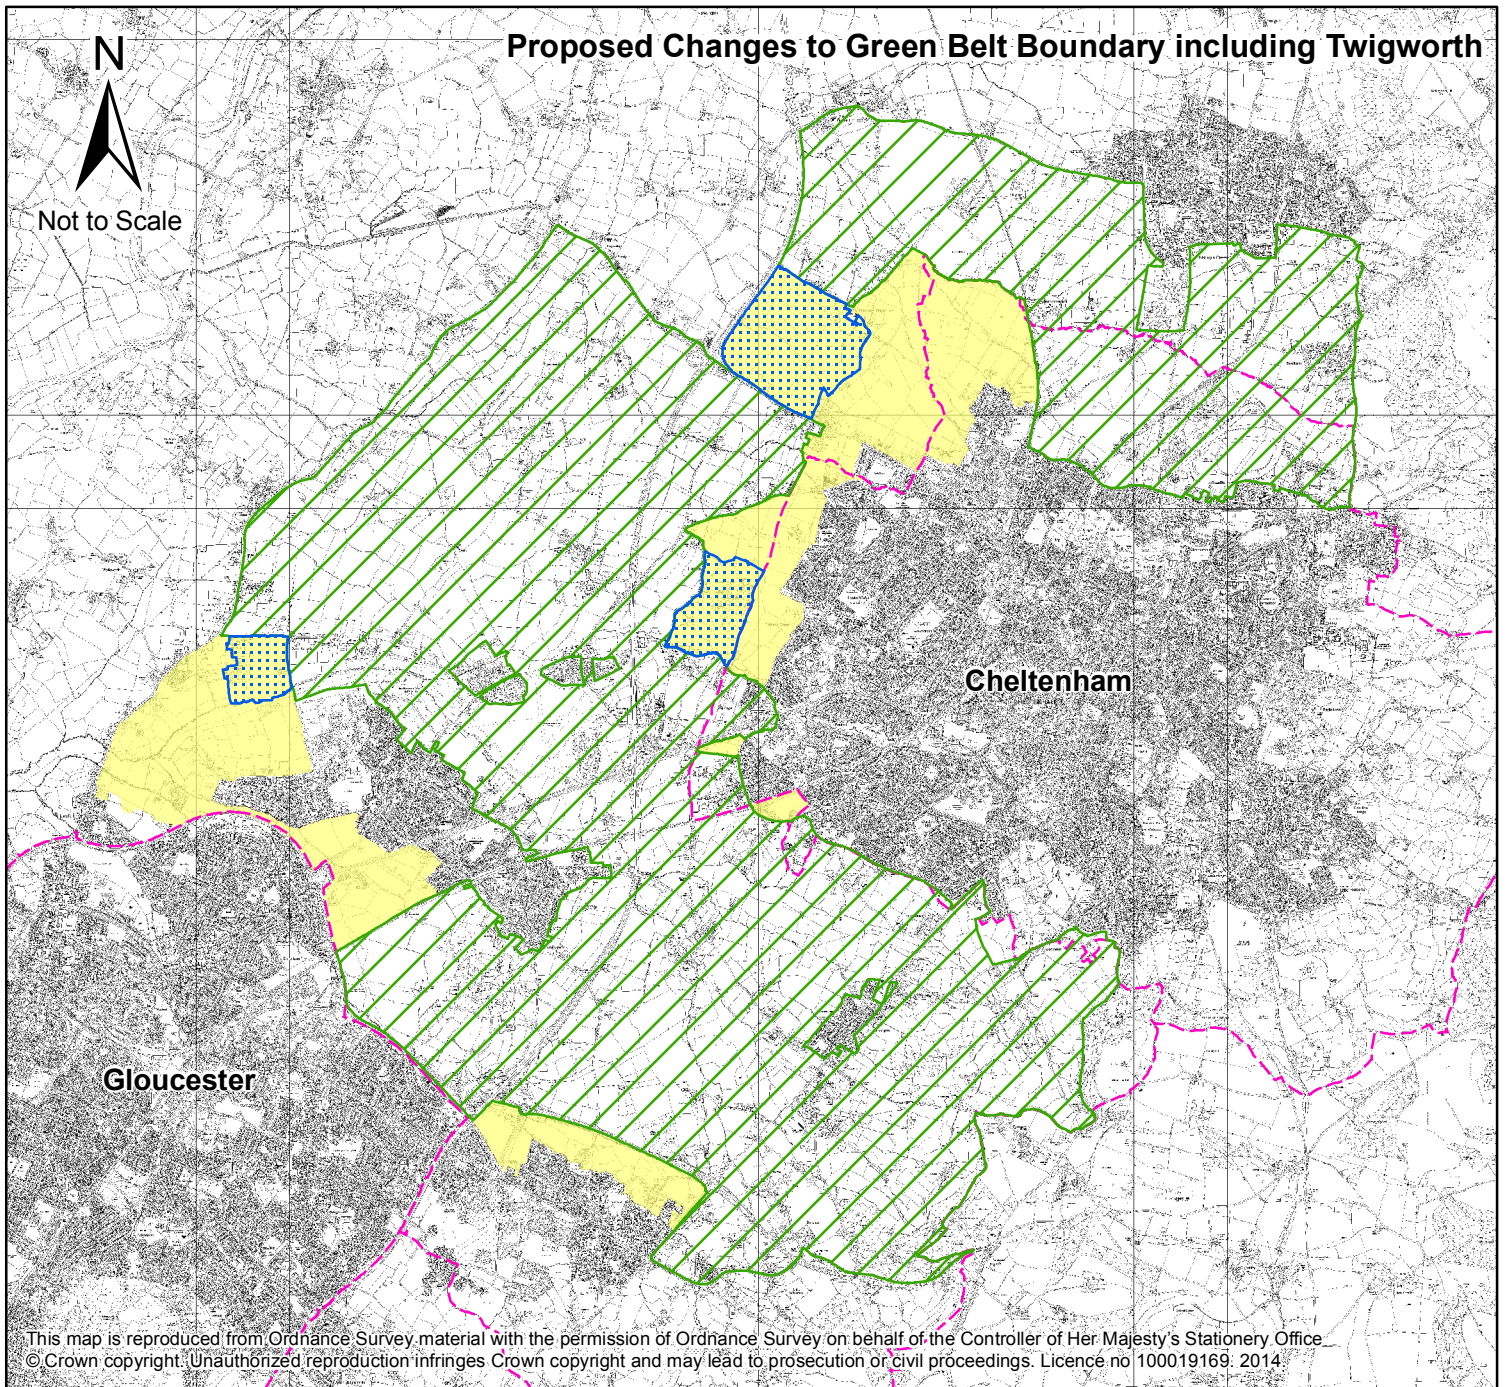 Proposed Changes to Green Belt Boundary including Twigworth
N
Not to Scale
Cheltenham
Gloucester
This map is reproduced from Ordnance Survey material with the permission of Ordnance Survey on behalf of the Controller of Her Majesty's Stationery Office
© Crown copyright. Unauthorized reproduction infringes Crown copyright and may lead to prosecution or civil proceedings. Licence no 100019169. 2014